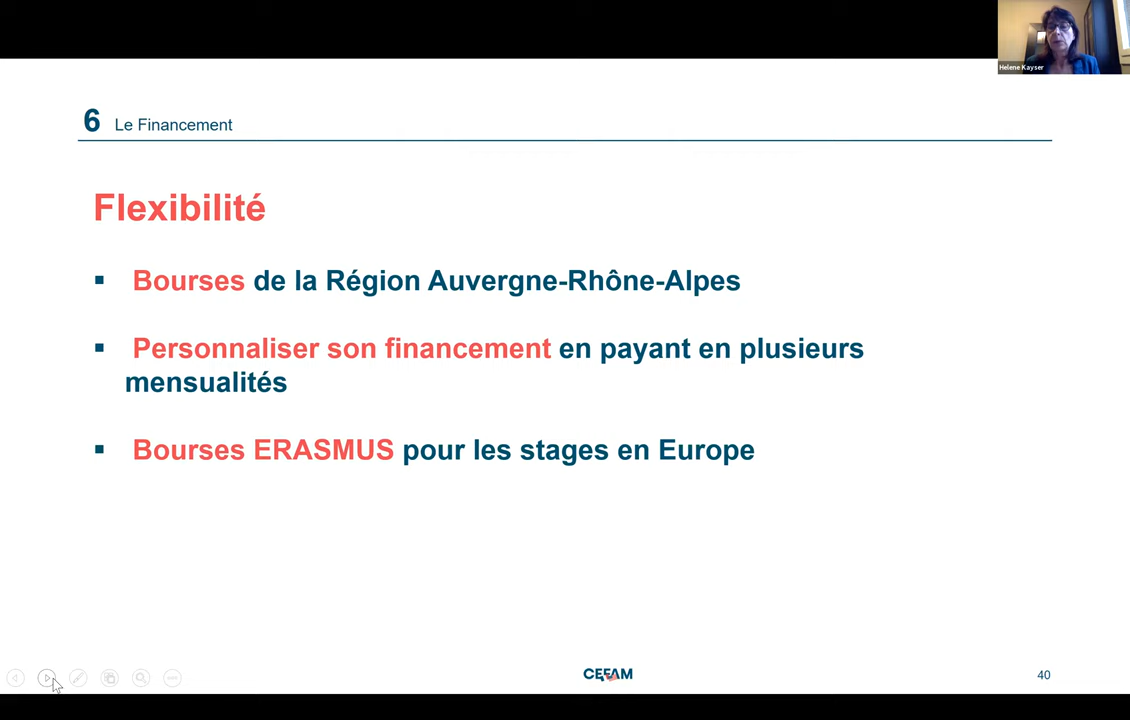 Helene Kayser
6 Le Financement
Flexibilité
▪ Bourses de la Région Auvergne-Rhône-Alpes
▪ Personnaliser son financement en payant en plusieurs
mensualités
▪ Bourses ERASMUS pour les stages en Europe
CEFAM
40